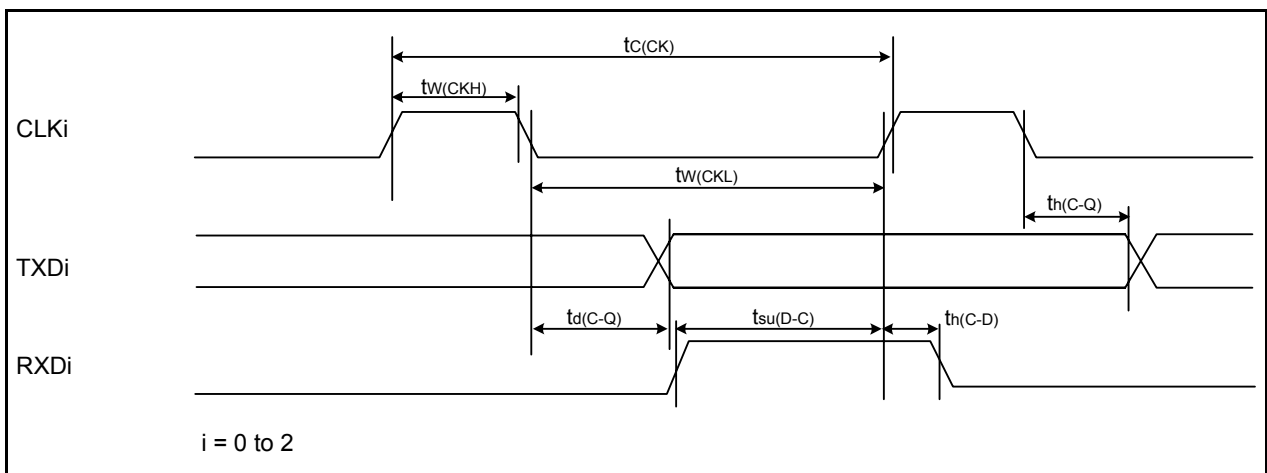 tC(CK)
tW(CKH)
CLKi
tW(CKL)
th(C-Q)
TXDi
td(C-Q)
tsu(D-C)
th(C-D)
RXDi
i = 0 to 2